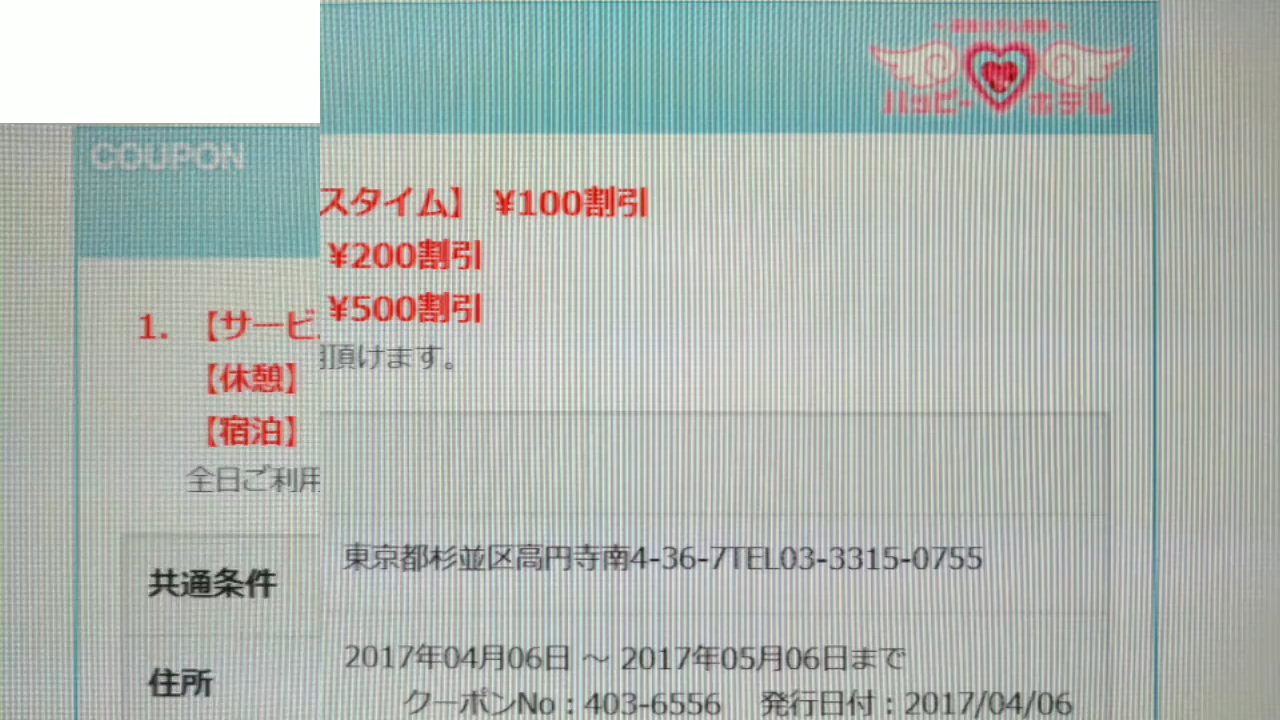 COUPON
ハッピーホテル
1. 【サービスタイム】 ¥100割引
【休憩】 ¥200割引
【宿泊】 ¥500割引
全日ご利用頂けます。
共通条件
住所 東京都杉並区高円寺南4-36-7TEL03-3315-0755
2017年04月06日 ～ 2017年05月06日まで
クーポンNo：403-6556 発行日付：2017/04/06